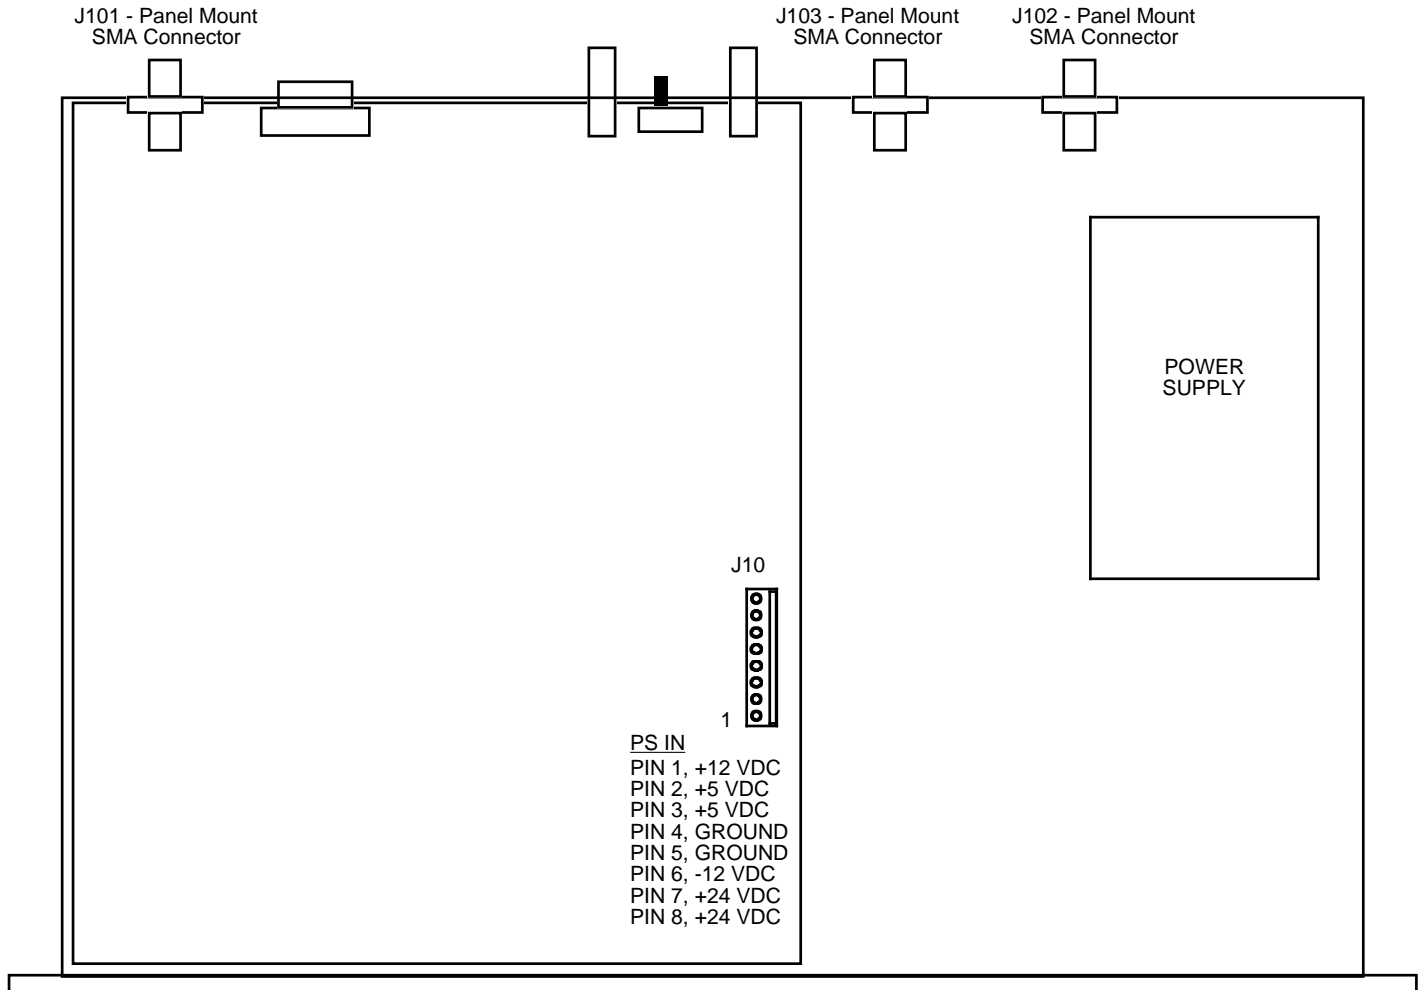 J101 - Panel Mount
SMA Connector
J103 - Panel Mount
SMA Connector
J102 - Panel Mount
SMA Connector
POWER
SUPPLY
J10
1
PS IN
PIN 1, +12 VDC
PIN 2, +5 VDC
PIN 3, +5 VDC
PIN 4, GROUND
PIN 5, GROUND
PIN 6, -12 VDC
PIN 7, +24 VDC
PIN 8, +24 VDC